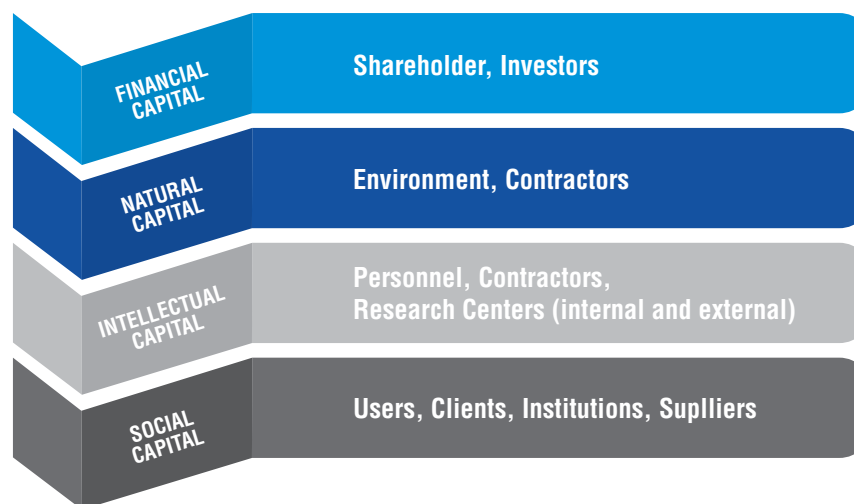 FINANCIAL
CAPITAL
Shareholder, Investors
NATURAL
CAPITAL
Environment, Contractors
INTELLECTUAL
CAPITAL
Personnel, Contractors,
Research Centers (internal and external)
SOCIAL
CAPITAL
Users, Clients, Institutions, Suplliers